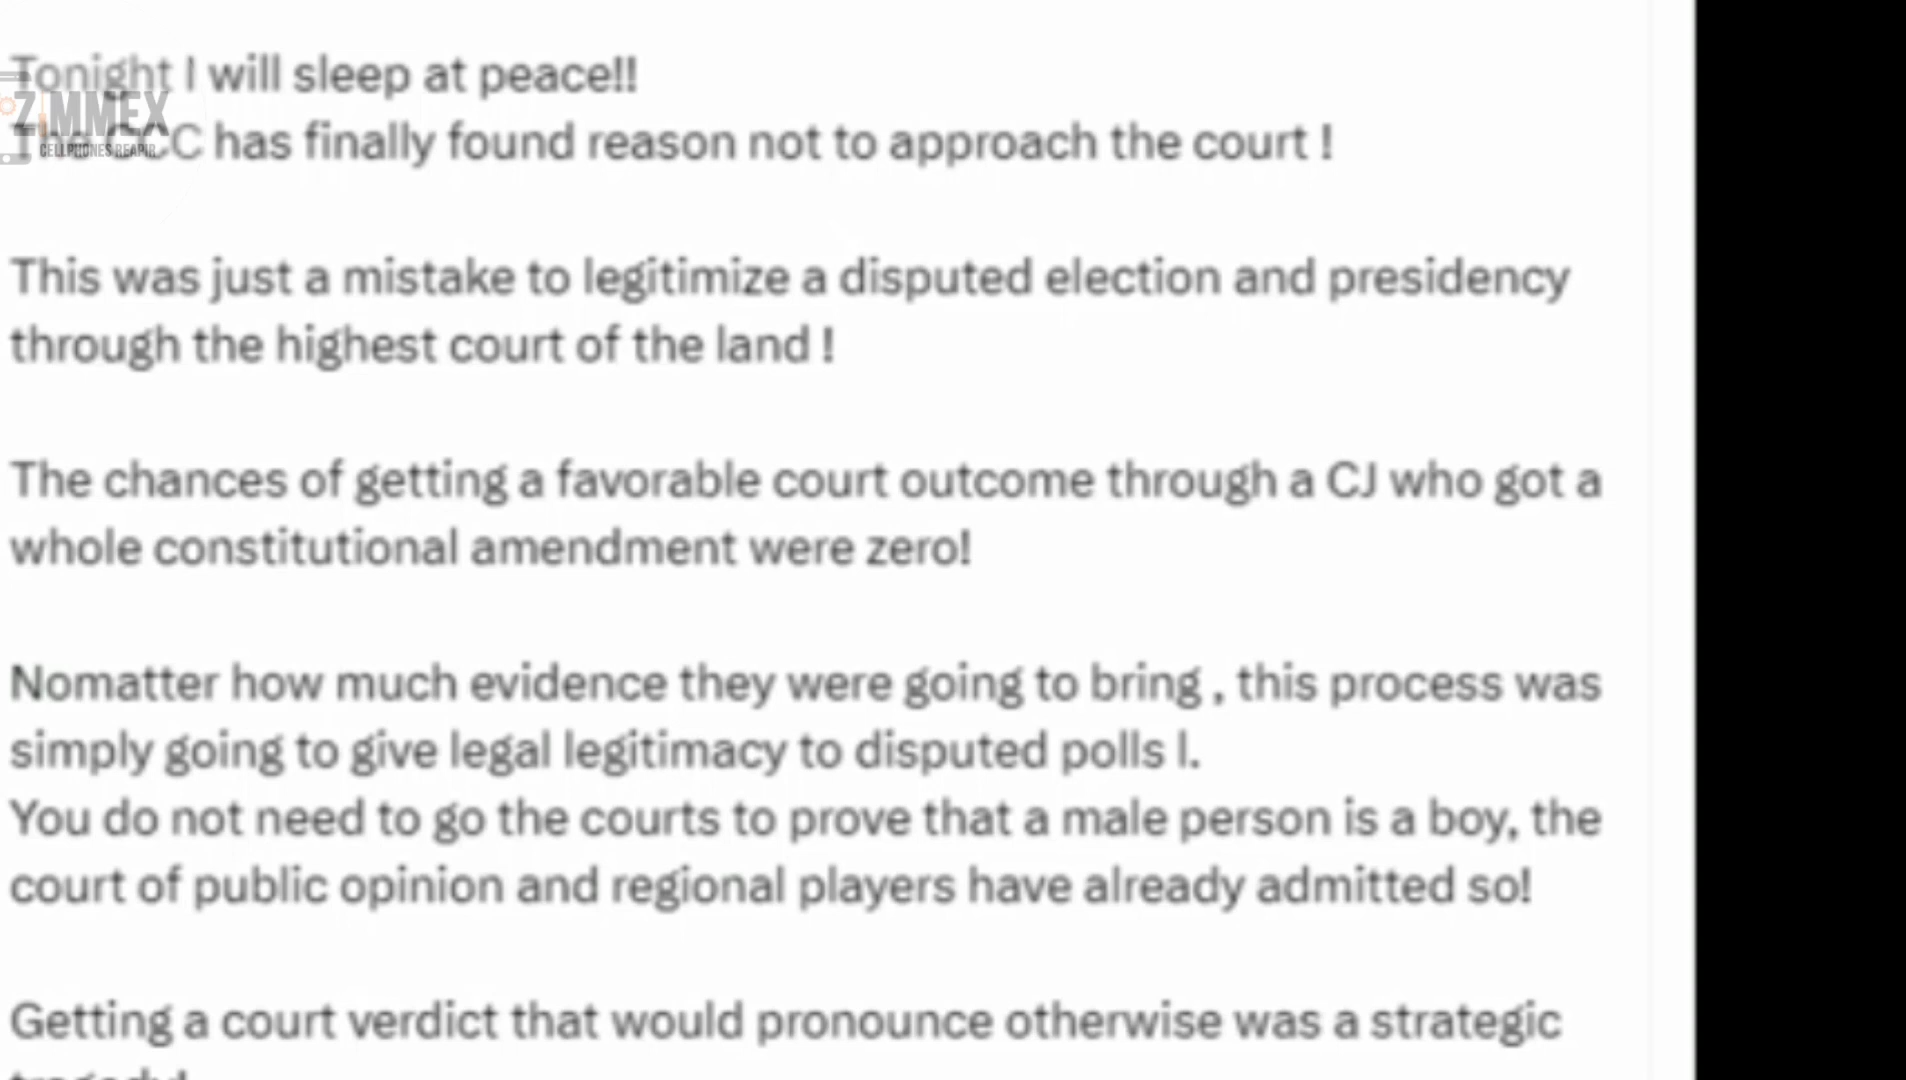 Tonight I will sleep at peace!!
ZIMMEX
The CCC has finally found reason not to approach the court !
CELLPHONES REAPIR
This was just a mistake to legitimize a disputed election and presidency
through the highest court of the land !
The chances of getting a favorable court outcome through a CJ who got a
whole constitutional amendment were zero!
Nomatter how much evidence they were going to bring , this process was
simply going to give legal legitimacy to disputed polls l.
You do not need to go the courts to prove that a male person is a boy, the
court of public opinion and regional players have already admitted so!
Getting a court verdict that would pronounce otherwise was a strategic